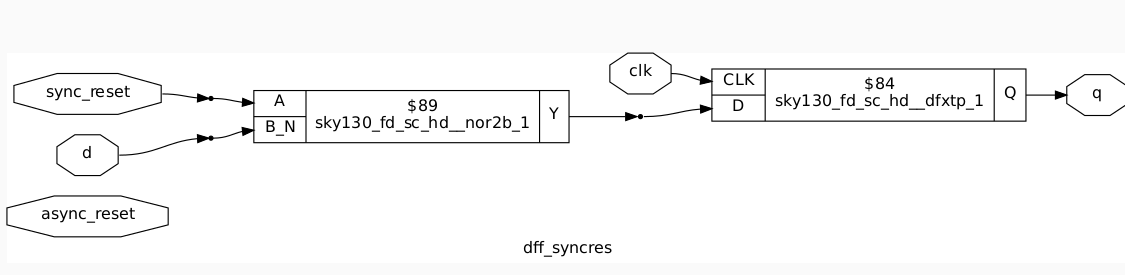 sync_reset
d
async_reset
A
B_N
$89
sky130_fd_sc_hd__nor2b_1
Y
clk
CLK
D
$84
sky130_fd_sc_hd__dfxtp_1
Q
q
dff_syncres